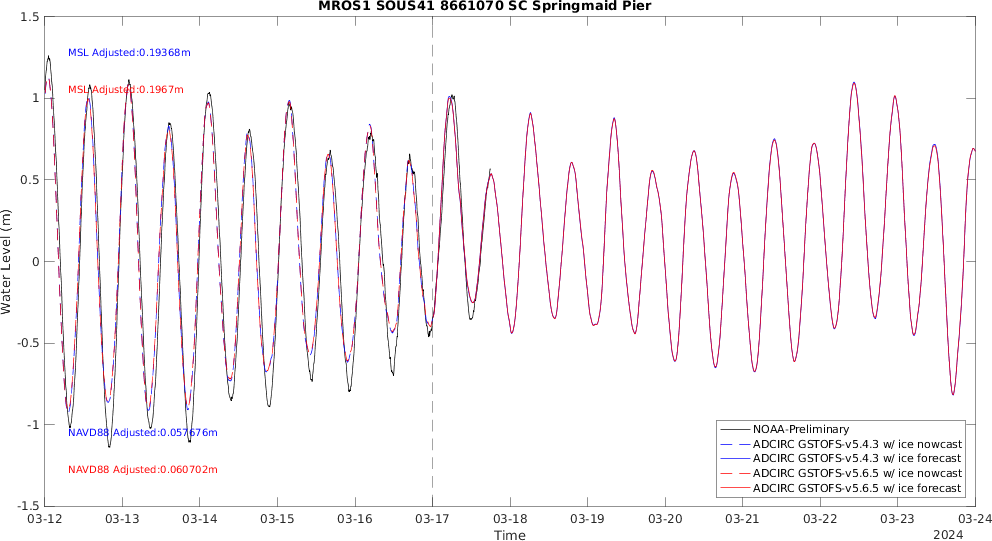 MROS1 SOUS41 8661070 SC Springmaid Pier
1.5
MSL Adjusted:0.19368m
MSL Adjusted:0.1967m
1
0.5
Water Level (m)
0
-0.5
-1
NAVD88 Adjusted:0.057676m
NOAA-Preliminary
ADCIRC GSTOFS-v5.4.3 w/ ice nowcast
ADCIRC GSTOFS-v5.4.3 w/ ice forecast
NAVD88 Adjusted:0.060702m
ADCIRC GSTOFS-v5.6.5 w/ ice nowcast
ADCIRC GSTOFS-v5.6.5 w/ ice forecast
-1.5
03-12 03-13 03-14 03-15 03-16 03-17 03-18 03-19 03-20 03-21 03-22 03-23 03-24
Time
2024